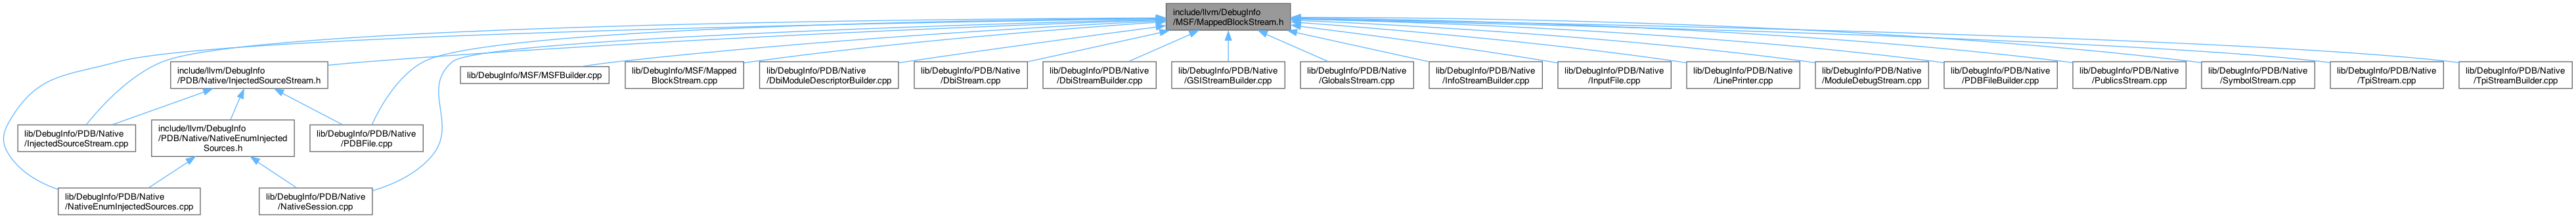 include/llvm/DebugInfo
/MSF/MappedBlockStream.h
include/llvm/DebugInfo
/PDB/Native/InjectedSourceStream.h
lib/DebugInfo/MSF/MSFBuilder.cpp
lib/DebugInfo/MSF/Mapped
BlockStream.cpp
lib/DebugInfo/PDB/Native
/DbiModuleDescriptorBuilder.cpp
lib/DebugInfo/PDB/Native
/DbiStream.cpp
lib/DebugInfo/PDB/Native
/DbiStreamBuilder.cpp
lib/DebugInfo/PDB/Native
/GSIStreamBuilder.cpp
lib/DebugInfo/PDB/Native
/GlobalsStream.cpp
lib/DebugInfo/PDB/Native
/InfoStreamBuilder.cpp
lib/DebugInfo/PDB/Native
/InputFile.cpp
lib/DebugInfo/PDB/Native
/LinePrinter.cpp
lib/DebugInfo/PDB/Native
/ModuleDebugStream.cpp
lib/DebugInfo/PDB/Native
/PDBFileBuilder.cpp
lib/DebugInfo/PDB/Native
/PublicsStream.cpp
lib/DebugInfo/PDB/Native
/SymbolStream.cpp
lib/DebugInfo/PDB/Native
/TpiStream.cpp
lib/DebugInfo/PDB/Native
/TpiStreamBuilder.cpp
lib/DebugInfo/PDB/Native
/InjectedSourceStream.cpp
include/llvm/DebugInfo
/PDB/Native/NativeEnumInjected
Sources.h
lib/DebugInfo/PDB/Native
/PDBFile.cpp
lib/DebugInfo/PDB/Native
/NativeEnumInjectedSources.cpp
lib/DebugInfo/PDB/Native
/NativeSession.cpp